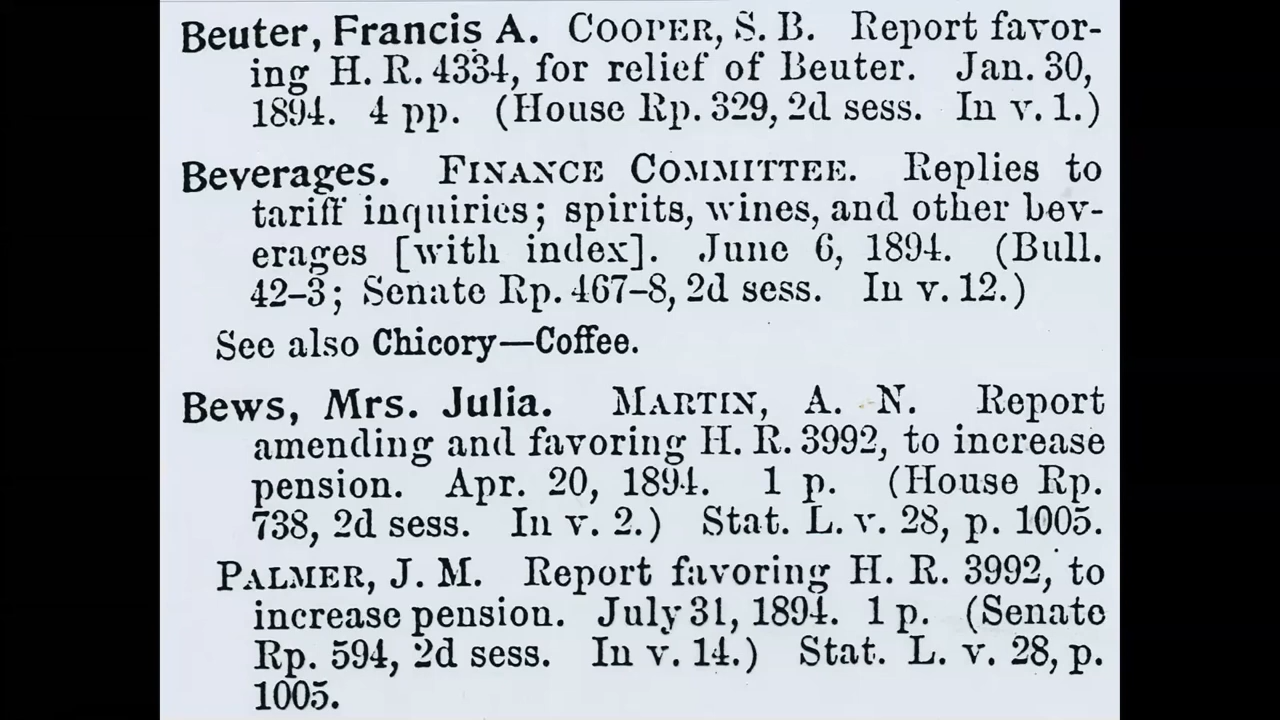 Beuter, Francis A. COOPER, S. B. Report favor-
ing H. R. 4334, for relief of Beuter. Jan. 30,
1894. 4 pp. (House Rp. 329, 2d sess. In v. 1.)
Beverages. FINANCE COMMITTEE. Replies to
tariff inquiries; spirits, wines, and other bev-
erages [with index]. June 6, 1894. (Bull.
42–3; Senate Rp. 467–8, 2d sess. In v. 12.)
See also Chicory—Coffee.
Bews, Mrs. Julia. MARTIN, A. N. Report
amending and favoring H. R. 3992, to increase
pension. Apr. 20, 1894. 1 p. (House Rp.
738, 2d sess. In v. 2.) Stat. L. v. 28, p. 1005.
PALMER, J. M. Report favoring H. R. 3992, to
increase pension. July 31, 1894. 1 p. (Senate
Rp. 594, 2d sess. In v. 14.) Stat. L. v. 28, p.
1005.